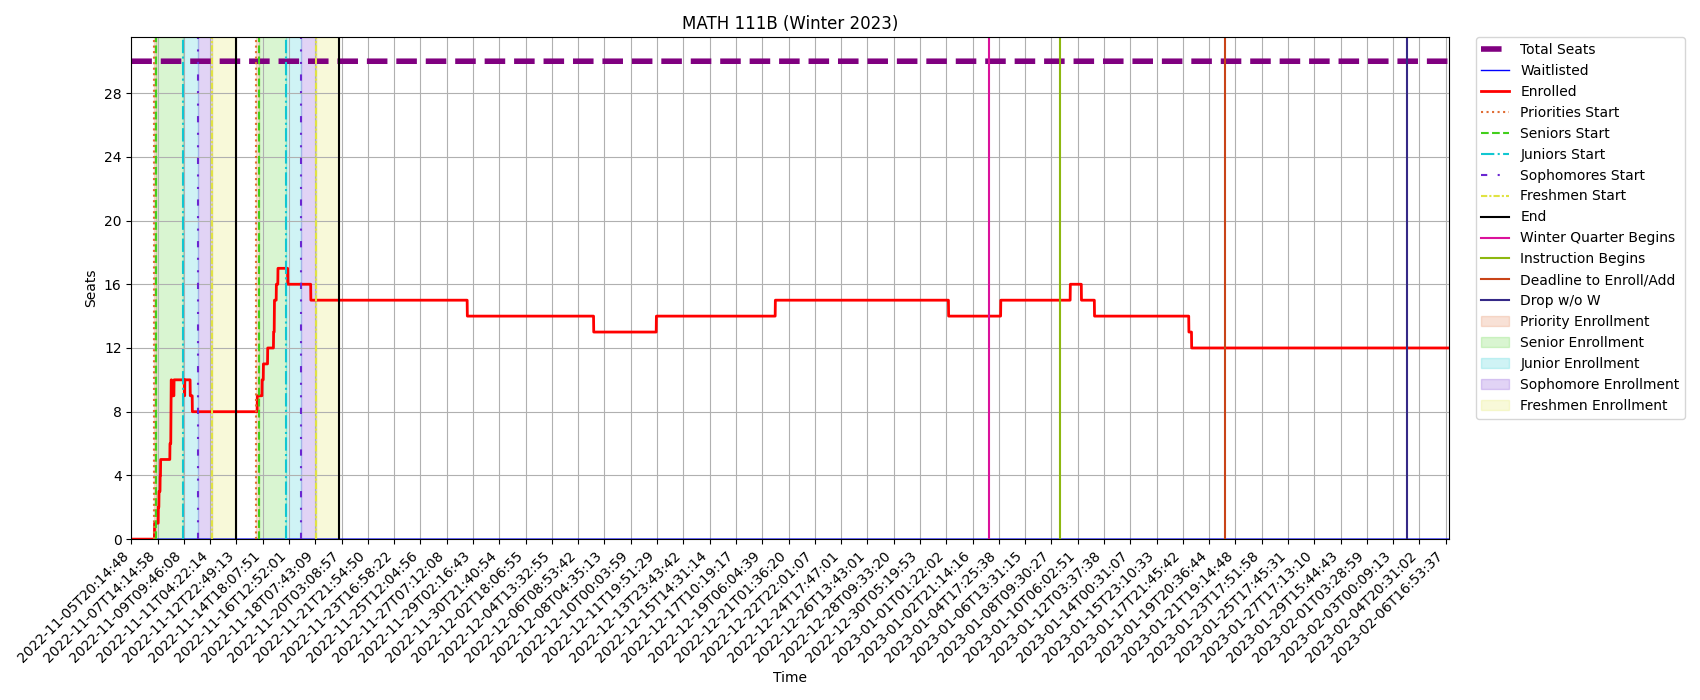 MATH 111B (Winter 2023)
Seats
28
24
20
16
12
8
4
0
2022-11-05T20:14:48
2022-11-07T14:14:58
2022-11-09T09:46:08
2022-11-11T04:22:14
2022-11-12T22:49:13
2022-11-14T18:07:51
2022-11-16T12:52:01
2022-11-18T07:43:09
2022-11-20T03:08:57
2022-11-21T21:54:50
2022-11-23T16:58:22
2022-11-25T12:04:56
2022-11-27T07:12:08
2022-11-29T02:16:43
2022-11-30T21:40:54
2022-12-02T18:06:55
2022-12-04T13:32:55
2022-12-06T08:53:42
2022-12-08T04:35:13
2022-12-10T00:03:59
2022-12-11T19:51:29
2022-12-13T23:43:42
2022-12-15T14:31:14
2022-12-17T10:19:17
2022-12-19T06:04:39
2022-12-21T01:36:20
2022-12-22T22:01:07
2022-12-24T17:47:01
2022-12-26T13:43:01
2022-12-28T09:33:20
2022-12-30T05:19:53
2023-01-01T01:22:02
2023-01-02T21:14:16
2023-01-04T17:25:38
2023-01-06T13:31:15
2023-01-08T09:30:27
2023-01-10T06:02:51
2023-01-12T03:37:38
2023-01-14T00:31:07
2023-01-15T23:10:33
2023-01-17T21:45:42
2023-01-19T20:36:44
2023-01-21T19:14:48
2023-01-23T17:51:58
2023-01-25T17:45:31
2023-01-27T17:13:10
2023-01-29T15:44:43
2023-02-01T03:28:59
2023-02-03T00:09:13
2023-02-04T20:31:02
2023-02-06T16:53:37
Time
Total Seats
Waitlisted
Enrolled
Priorities Start
Seniors Start
Juniors Start
Sophomores Start
Freshmen Start
End
Winter Quarter Begins
Instruction Begins
Deadline to Enroll/Add
Drop w/o W
Priority Enrollment
Senior Enrollment
Junior Enrollment
Sophomore Enrollment
Freshmen Enrollment